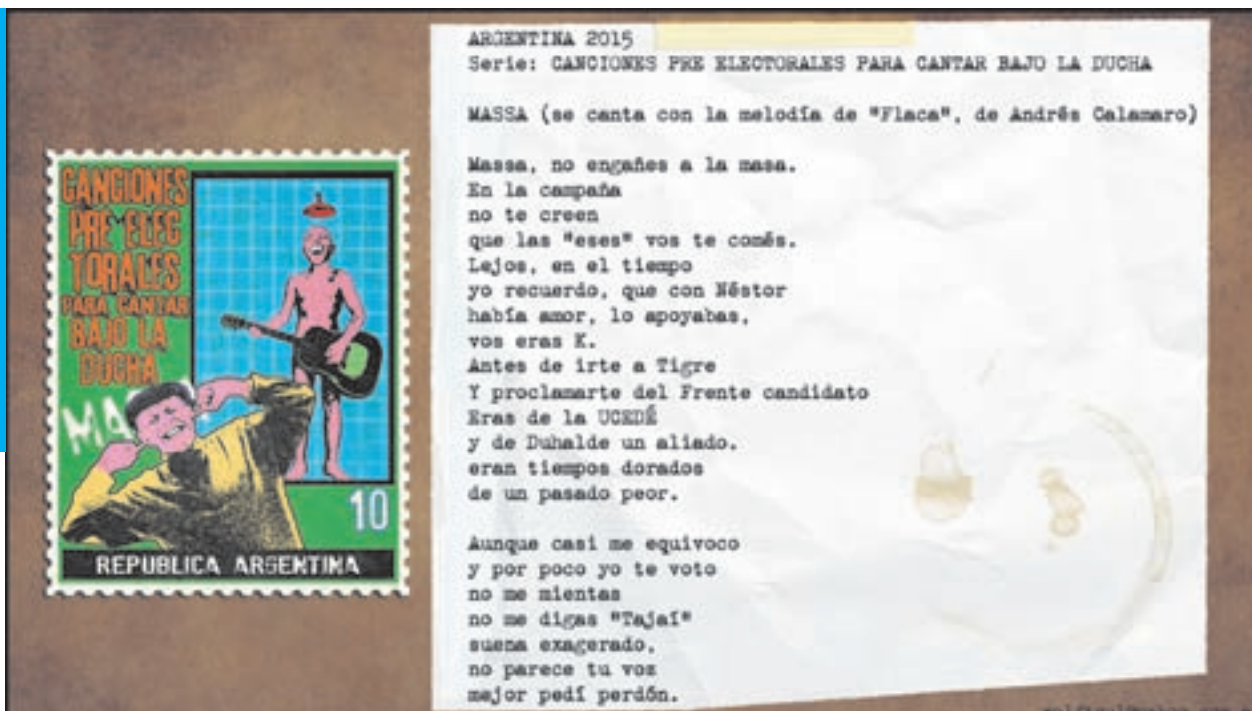 CANCIONES
PRE ELEC
TORALES
PARA CANTAR
BAJO LA
DUCHA
MA
10
REPUBLICA ARGENTINA
ARGENTINA 2015
Serie: CANCIONES PRE ELECTORALES PARA CANTAR BAJO LA DUCHA
MASSA (se canta con la melodía de "Flaca", de Andrés Calamaro)
Massa, no engañes a la masa.
En la campaña
no te creen
que las "eses" vos te comés.
Lejos, en el tiempo
yo recuerdo, que con Néstor
había amor, lo apoyabas,
vos eras K.
Antes de irte a Tigre
Y proclamarte del Frente candidato
Eras de la UCEDÉ
y de Duhalde un aliado.
eran tiempos dorados
de un pasado peor.
Aunque casi me equivoco
y por poco yo te voto
no me mientas
no me digas "Tajaí"
suena exagerado,
no parece tu voz
mejor pedí perdón.